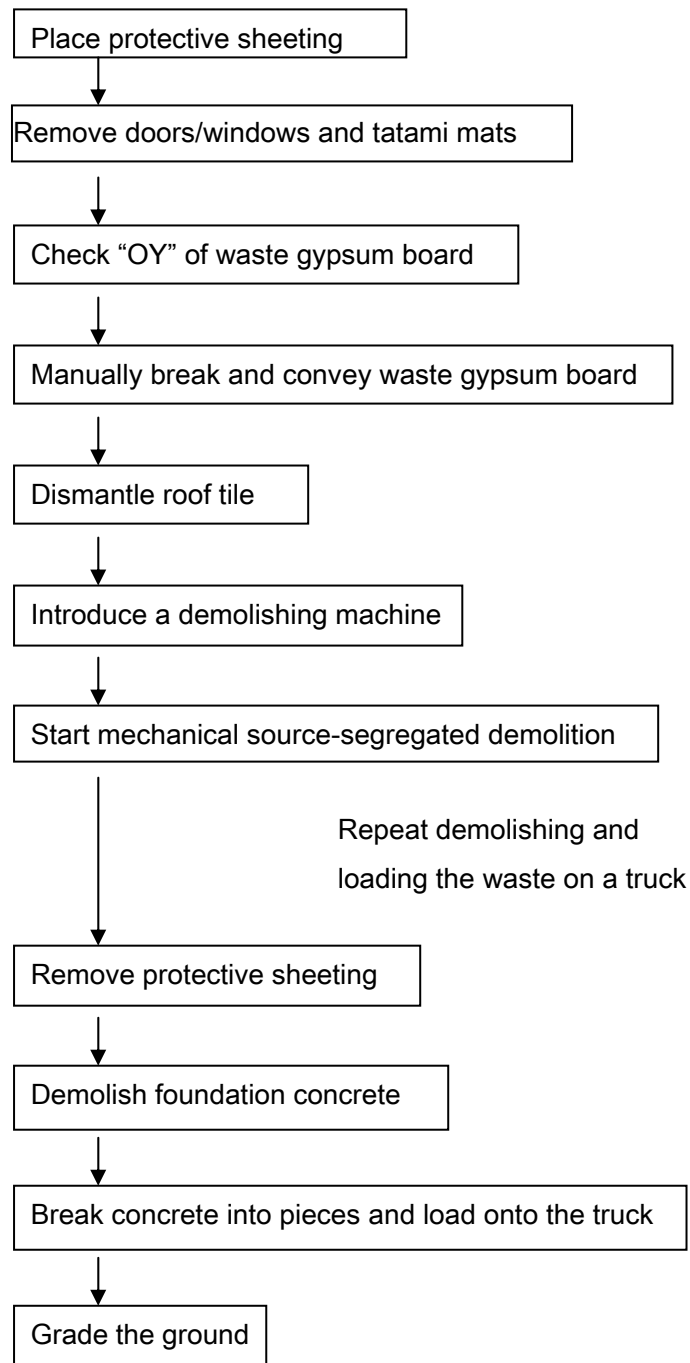 Place protective sheeting
Remove doors/windows and tatami mats
Check “OY” of waste gypsum board
Manually break and convey waste gypsum board
Dismantle roof tile
Introduce a demolishing machine
Start mechanical source-segregated demolition
Repeat demolishing and
loading the waste on a truck
Remove protective sheeting
Demolish foundation concrete
Break concrete into pieces and load onto the truck
Grade the ground